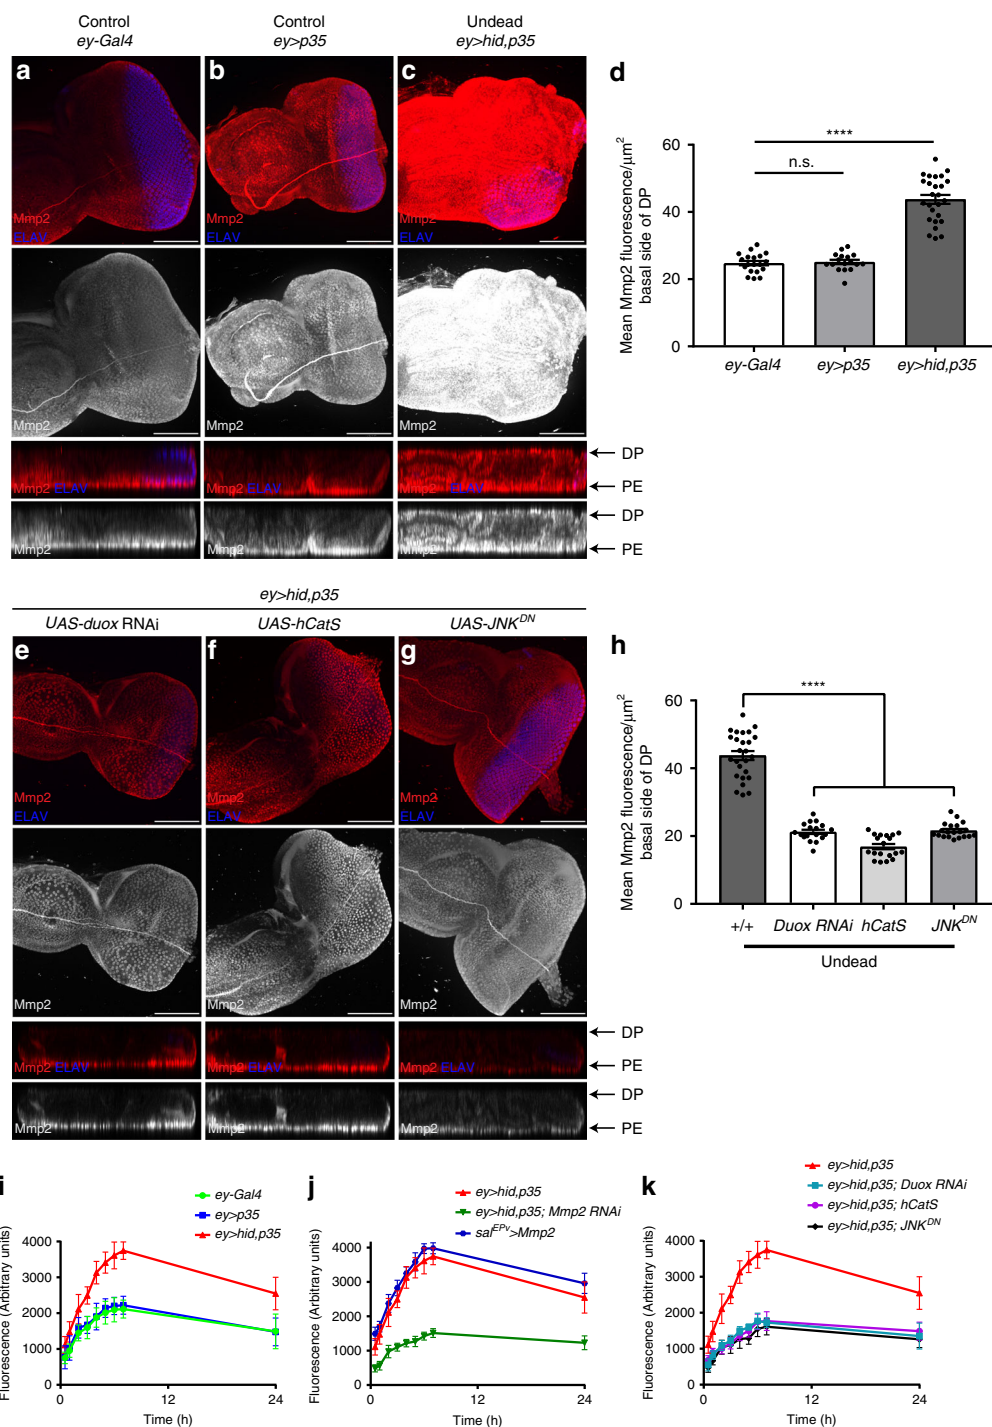 Control
ey-Gal4
Control
ey>p35
Undead
ey>hid,p35
a
b
c
d
Mmp2
ELAV
Mmp2
ELAV
Mmp2
ELAV
Mmp2
Mmp2
Mmp2
Mmp2 ELAV
Mmp2 ELAV
Mmp2 ELAV
DP
PE
Mmp2
Mmp2
Mmp2
DP
PE
Mean Mmp2 fluorescence/μm²
basal side of DP
60
40
20
0
****
n.s.
ey-Gal4
ey>p35
ey>hid,p35
ey>hid,p35
UAS-duox RNAi
UAS-hCatS
UAS-JNK^DN
e
f
g
h
Mmp2
ELAV
Mmp2
ELAV
Mmp2
ELAV
Mmp2
Mmp2
Mmp2
Mmp2 ELAV
Mmp2 ELAV
Mmp2 ELAV
DP
PE
Mmp2
Mmp2
Mmp2
DP
PE
Mean Mmp2 fluorescence/μm²
basal side of DP
60
40
20
0
****
+/+
Duox RNAi
hCatS
JNK^DN
Undead
i
ey-Gal4
ey>p35
ey>hid,p35
Fluorescence (Arbitrary units)
4000
3000
2000
1000
0
0
12
24
Time (h)
j
ey>hid,p35
ey>hid,p35; Mmp2 RNAi
sal^EPv>Mmp2
Fluorescence (Arbitrary units)
4000
3000
2000
1000
0
0
12
24
Time (h)
k
ey>hid,p35
ey>hid,p35; Duox RNAi
ey>hid,p35; hCatS
ey>hid,p35; JNK^DN
Fluorescence (Arbitrary units)
4000
3000
2000
1000
0
0
12
24
Time (h)